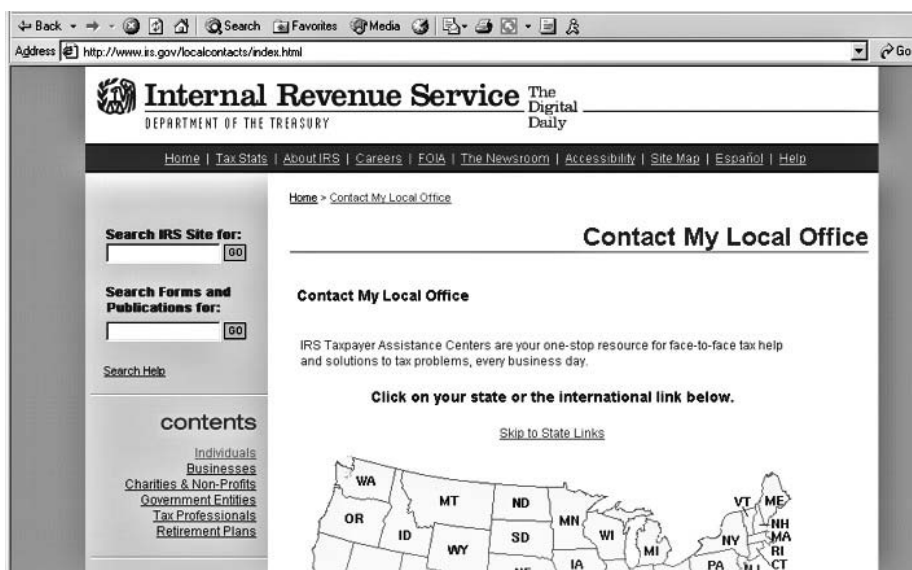 Back Search Favorites Media
Address http://www.irs.gov/localcontacts/index.html Go
Internal Revenue Service
DEPARTMENT OF THE TREASURY
The
Digital
Daily
Home | Tax Stats | About IRS | Careers | FOIA | The Newsroom | Accessibility | Site Map | Español | Help
Home > Contact My Local Office
Contact My Local Office
Search IRS Site for:
GO
Search Forms and
Publications for:
GO
Search Help
contents
Individuals
Businesses
Charities & Non-Profits
Government Entities
Tax Professionals
Retirement Plans
Contact My Local Office
IRS Taxpayer Assistance Centers are your one-stop resource for face-to-face tax help
and solutions to tax problems, every business day.
Click on your state or the international link below.
Skip to State Links
WA
MT
ND
VT
ME
OR
ID
WY
SD
MN
WI
MI
NY
NH
MA
RI
CT
IA
PA